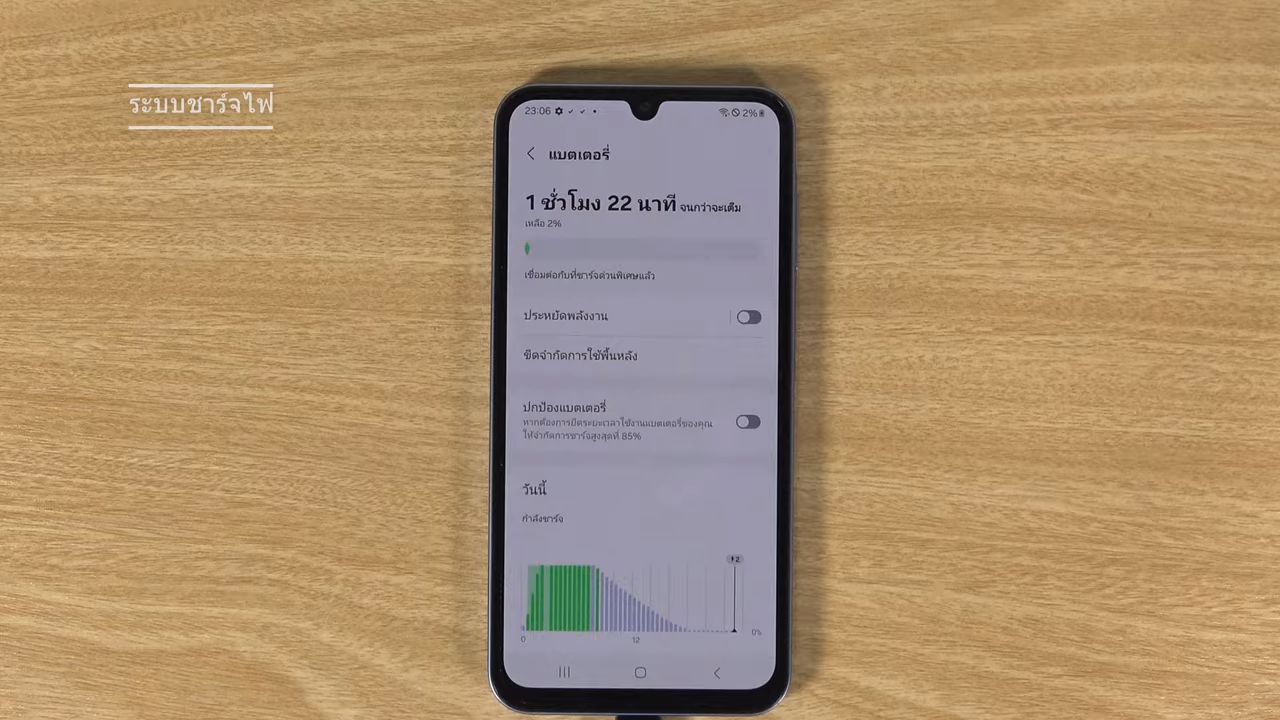 ระบบชาร์จไฟ
23:06
2%
แบตเตอรี่
1 ชั่วโมง 22 นาที จนกว่าจะเต็ม
เหลือ 2%
เชื่อมต่อกับที่ชาร์จด่วนพิเศษแล้ว
ประหยัดพลังงาน
ขีดจำกัดการใช้พื้นหลัง
ปกป้องแบตเตอรี่
หากต้องการยืดระยะเวลาใช้งานแบตเตอรี่ของคุณ
ให้จำกัดการชาร์จสูงสุดที่ 85%
วันนี้
กำลังชาร์จ
2
0%
0 12